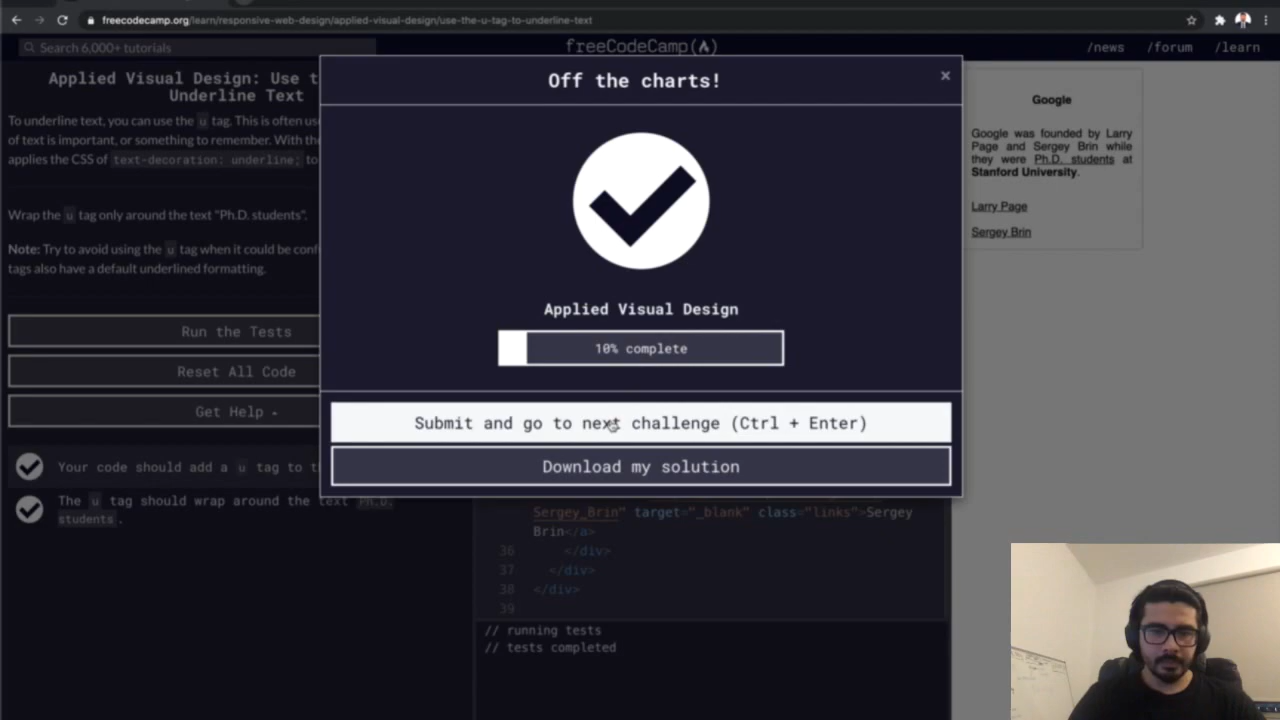 freecodecamp.org/learn/responsive-web-design/applied-visual-design/use-the-u-tag-to-underline-text
Search 6,000+ tutorials
freeCodeCamp
/news
/forum
/learn
Applied Visual Design: Use t
Underline Text
To underline text, you can use the u tag. This is often us
of text is important, or something to remember. With the
applies the CSS of text-decoration: underline; to
Wrap the u tag only around the text "Ph.D. students".
Note: Try to avoid using the u tag when it could be conf
tags also have a default underlined formatting.
Run the Tests
Reset All Code
Get Help
Your code should add a u tag to th
The u tag should wrap around the text Ph.D.
students .
Off the charts!
×
Applied Visual Design
10% complete
Submit and go to next challenge (Ctrl + Enter)
Download my solution
Sergey_Brin" target="_blank" class="links">Sergey
Brin</a>
36 </div>
37 </div>
38 </div>
39
// running tests
// tests completed
Google
Google was founded by Larry
Page and Sergey Brin while
they were Ph.D. students at
Stanford University.
Larry Page
Sergey Brin